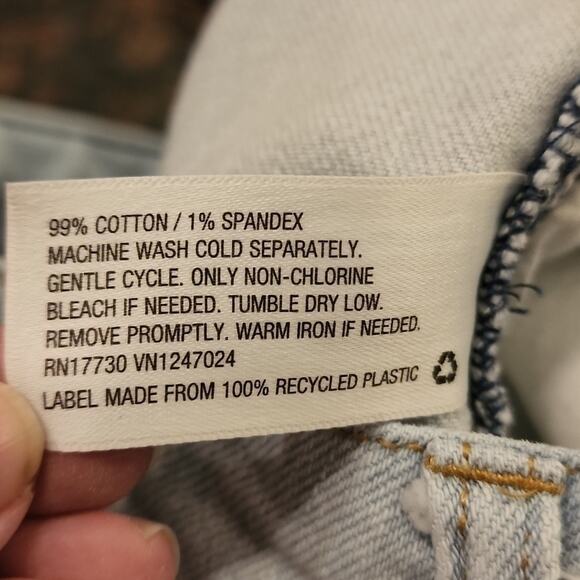 99% COTTON / 1% SPANDEX
MACHINE WASH COLD SEPARATELY.
GENTLE CYCLE. ONLY NON-CHLORINE
BLEACH IF NEEDED. TUMBLE DRY LOW.
REMOVE PROMPTLY. WARM IRON IF NEEDED.
RN17730 VN1247024
LABEL MADE FROM 100% RECYCLED PLASTIC